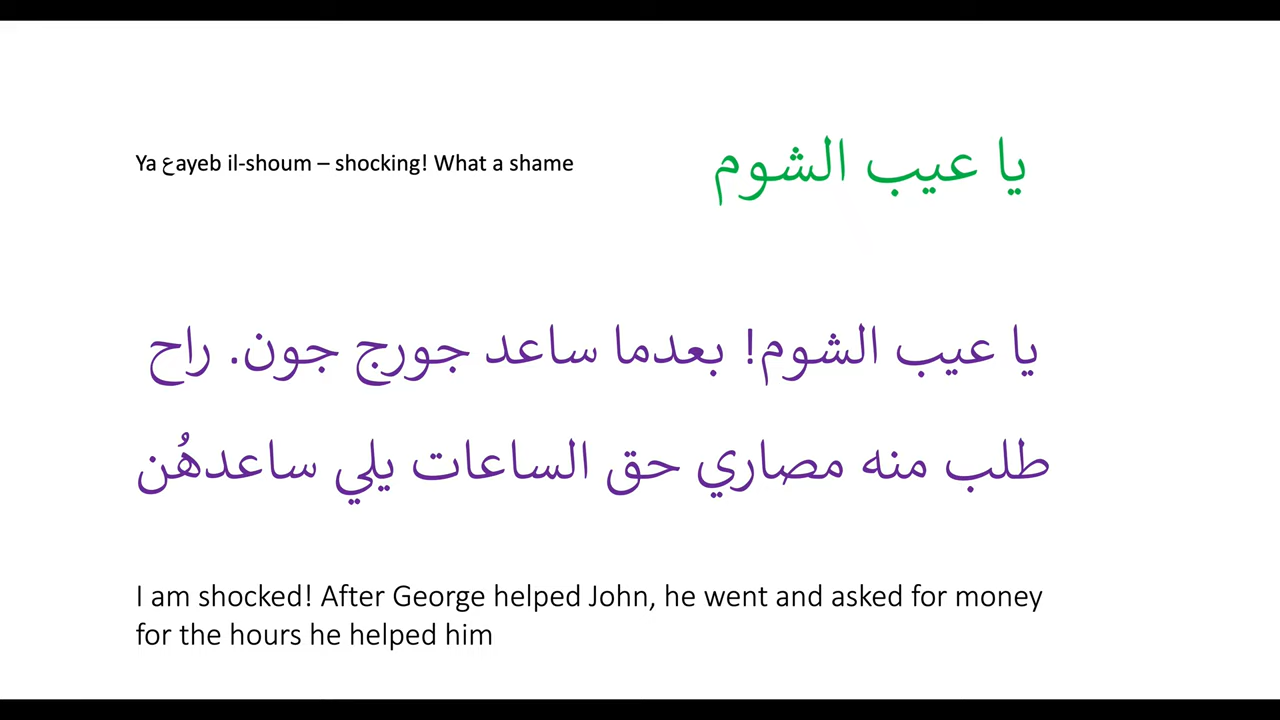 Ya عayeb il-shoum – shocking! What a shame
يا عيب الشوم
يا عيب الشوم! بعدما ساعد جورج جون. راح
طلب منه مصاري حق الساعات يلي ساعدهُن
I am shocked! After George helped John, he went and asked for money
for the hours he helped him